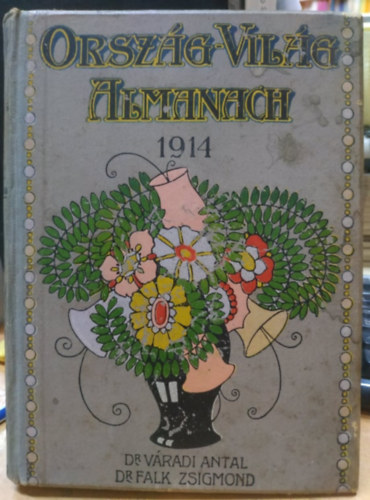 ORSZÁG-VILÁG
ALMANACH
1914
DR VÁRADI ANTAL
DR FALK ZSIGMOND